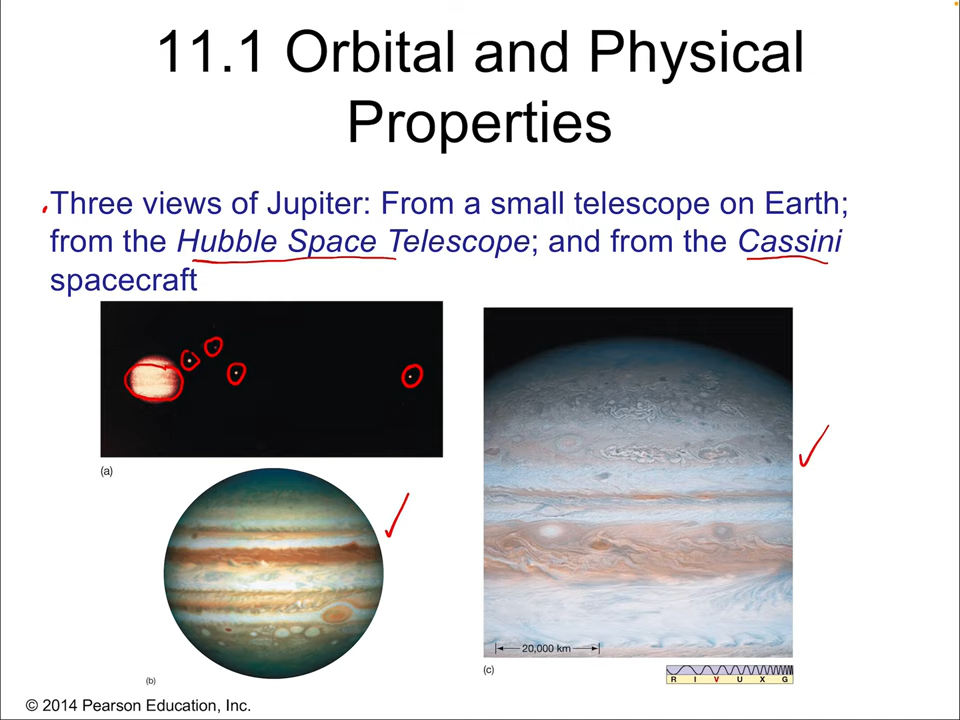 11.1 Orbital and Physical
Properties
Three views of Jupiter: From a small telescope on Earth;
from the Hubble Space Telescope; and from the Cassini
spacecraft
(a)
(b)
20,000 km
(c)
R I V U X G
© 2014 Pearson Education, Inc.